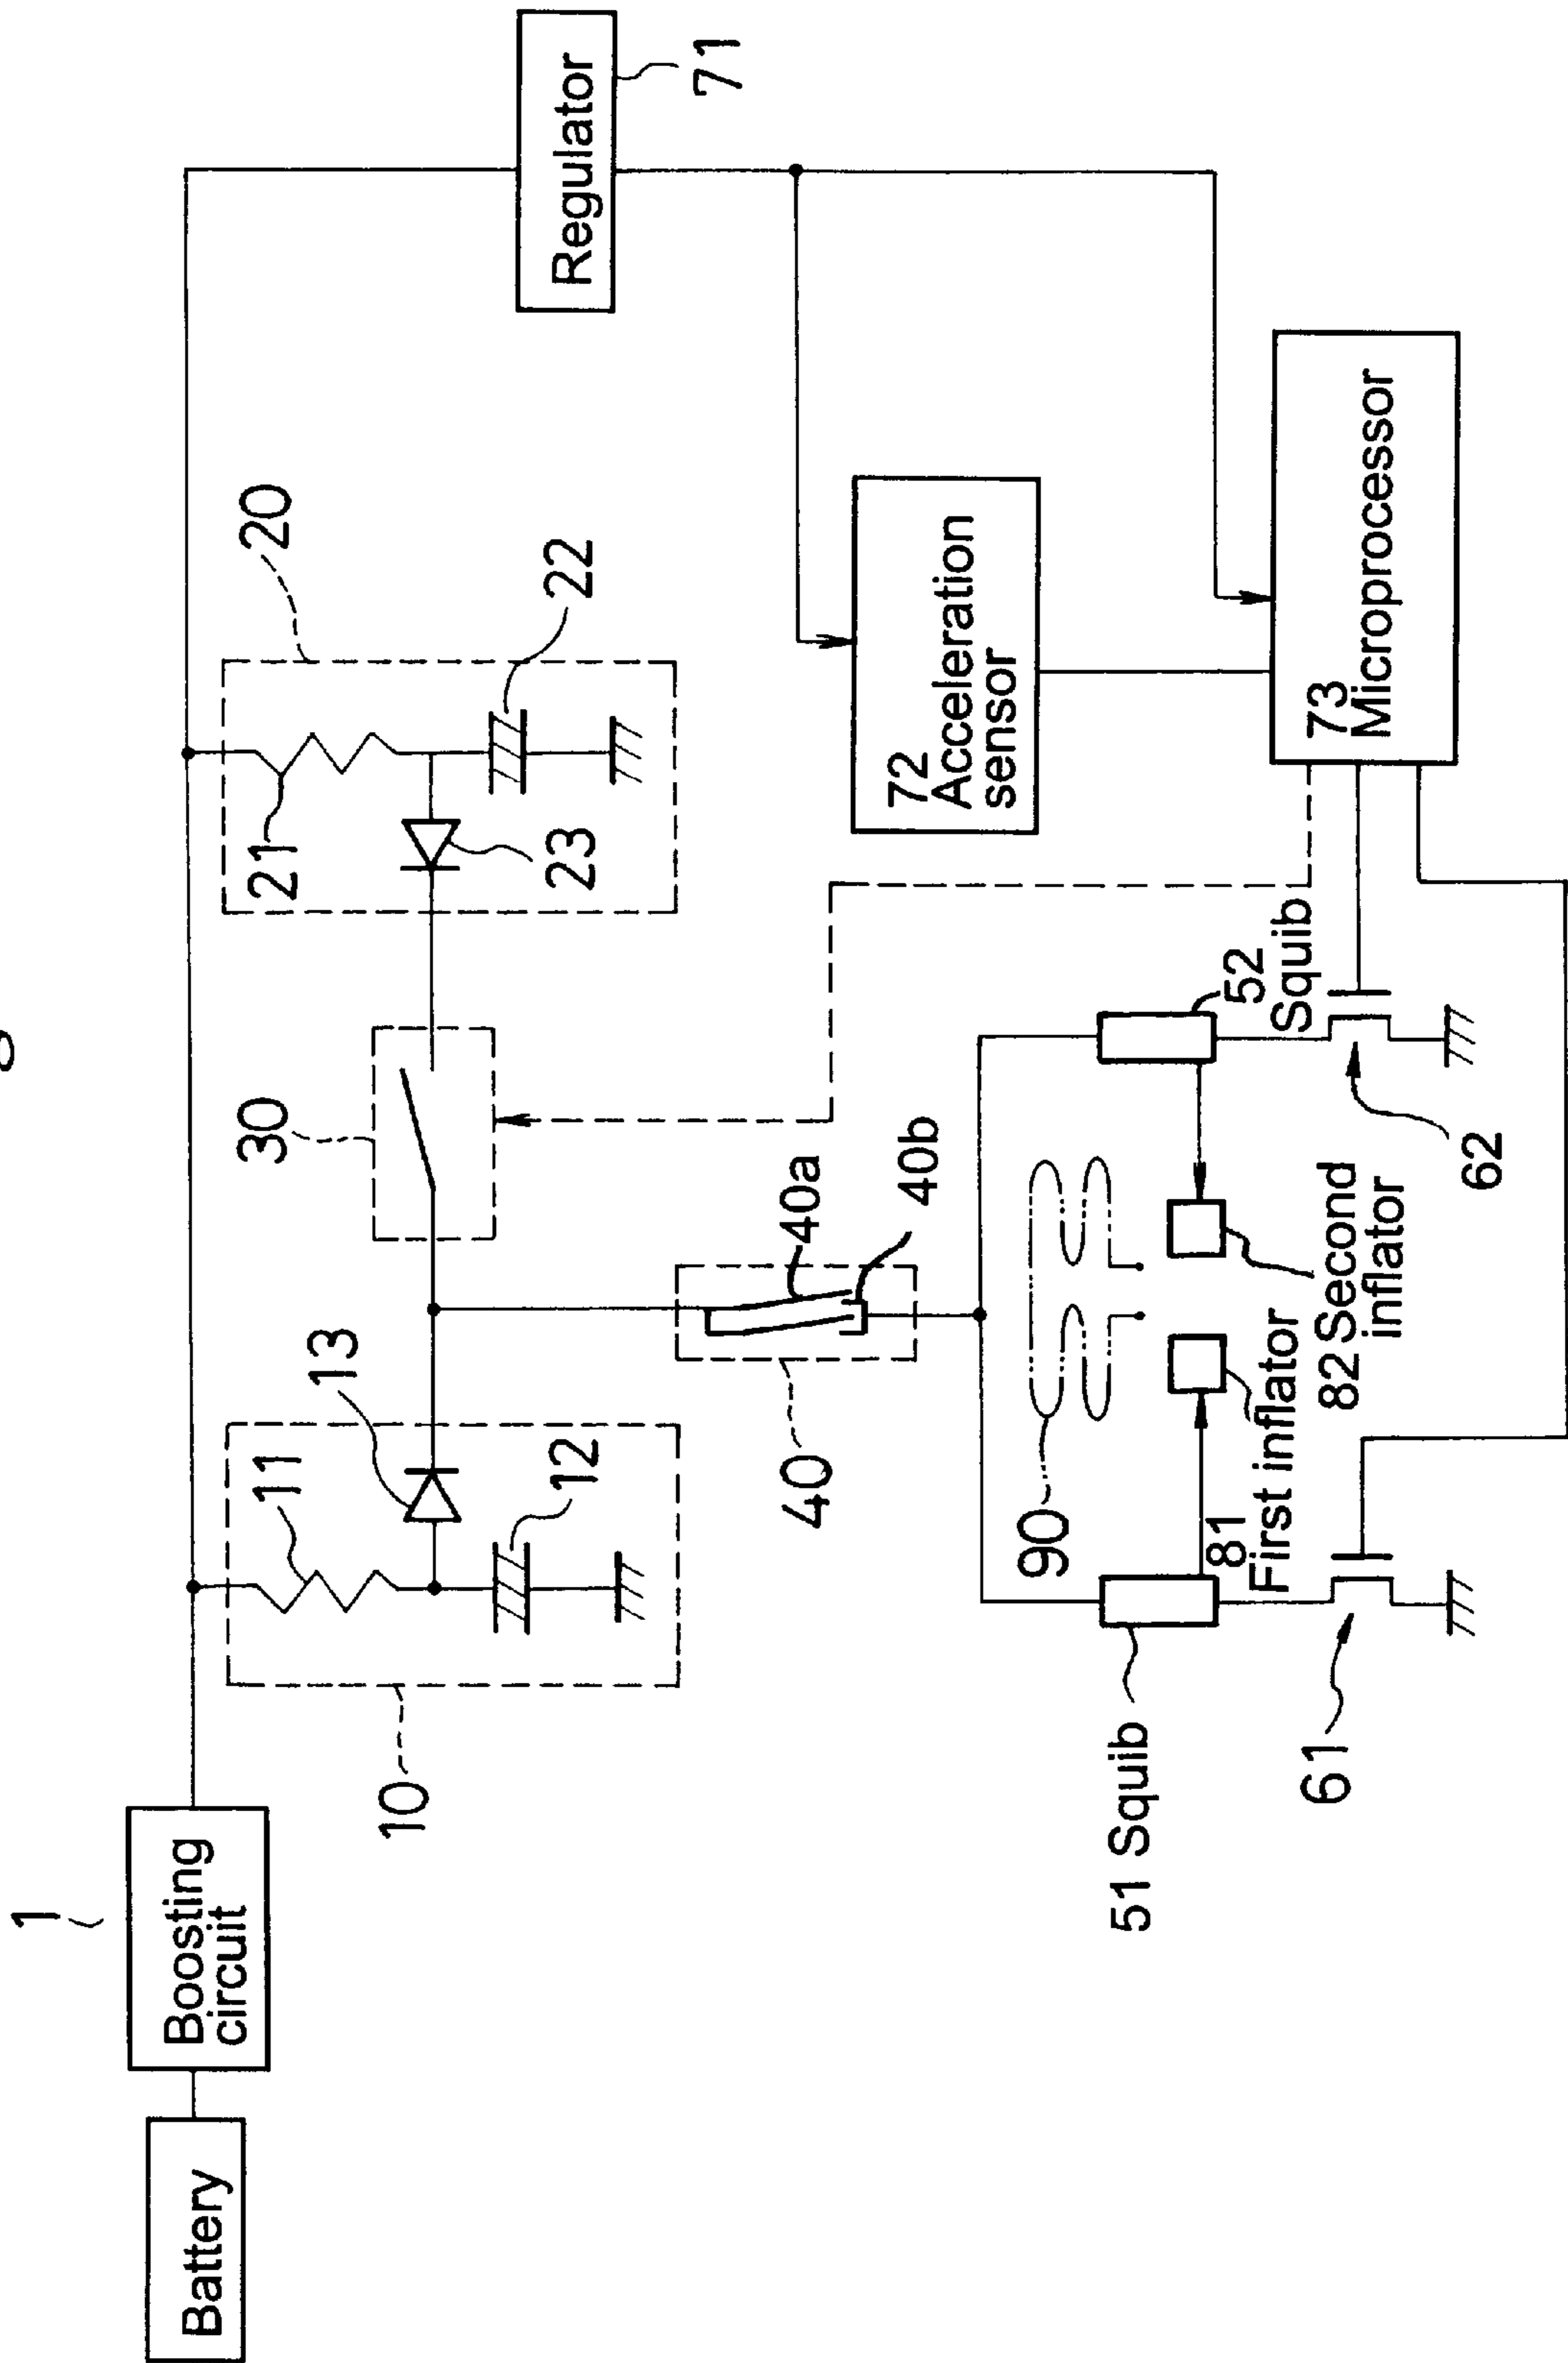 1
Battery
Boosting
circuit
10
11
12
13
20
21
22
23
30
40
40a
40b
Regulator
71
72
Acceleration
sensor
73
Microprocessor
51 Squib
52
Squib
61
62
81
First inflator
82 Second
inflator
90